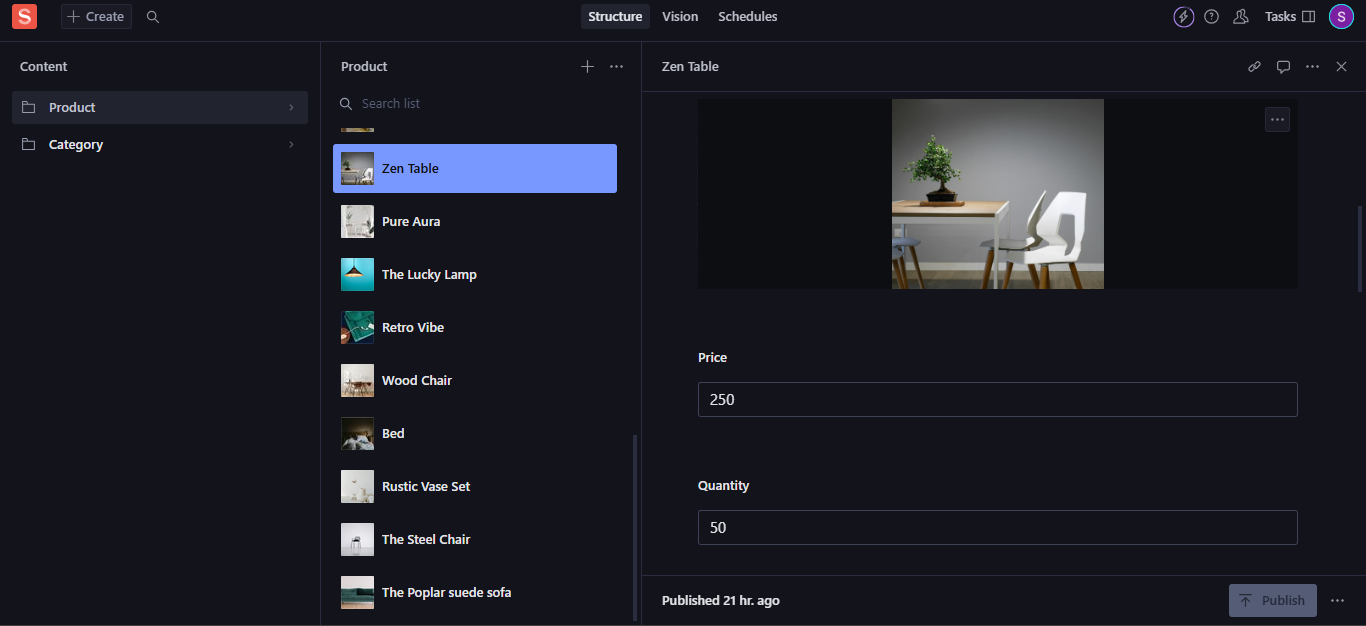 S
Create
Structure
Vision
Schedules
Tasks
S
Content
Product
Category
Product
Search list
Zen Table
Pure Aura
The Lucky Lamp
Retro Vibe
Wood Chair
Bed
Rustic Vase Set
The Steel Chair
The Poplar suede sofa
Zen Table
Price
250
Quantity
50
Published 21 hr. ago
Publish